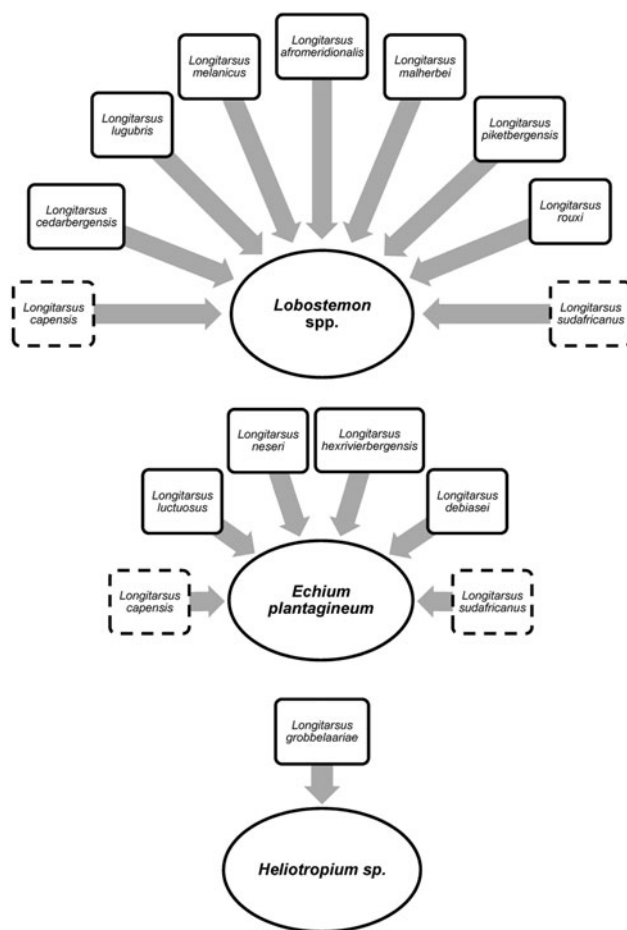 Longitarsus
afromeridionalis
Longitarsus
melanicus
Longitarsus
malherbei
Longitarsus
lugubris
Longitarsus
piketbergensis
Longitarsus
cedarbergensis
Longitarsus
rouxi
Longitarsus
capensis
Lobostemon
spp.
Longitarsus
sudafricanus
Longitarsus
neseri
Longitarsus
hexrivierbergensis
Longitarsus
luctuosus
Longitarsus
debiasei
Longitarsus
capensis
Echium
plantagineum
Longitarsus
sudafricanus
Longitarsus
grobbelaariae
Heliotropium sp.